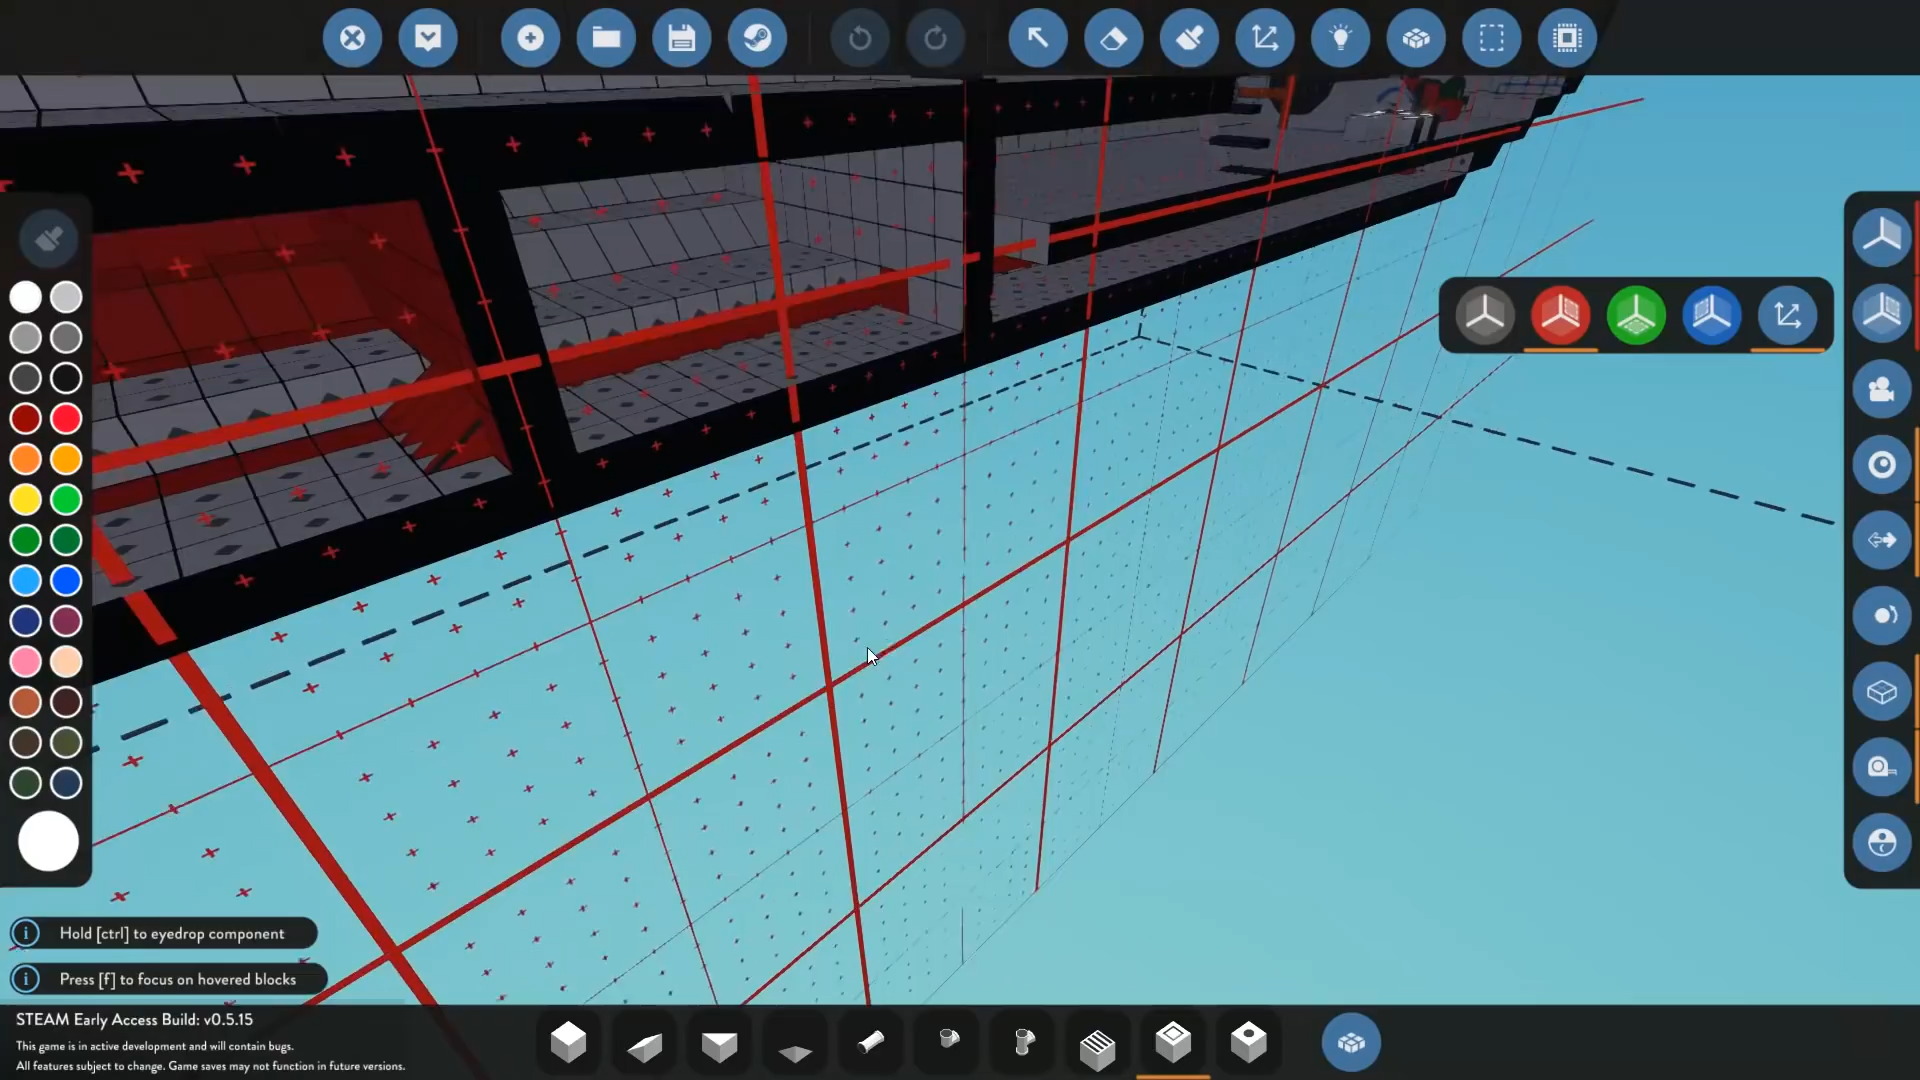 Hold [ctrl] to eyedrop component
Press [f] to focus on hovered blocks
STEAM Early Access Build: v0.5.15
This game is in active development and will contain bugs.
All features subject to change. Game saves may not function in future versions.